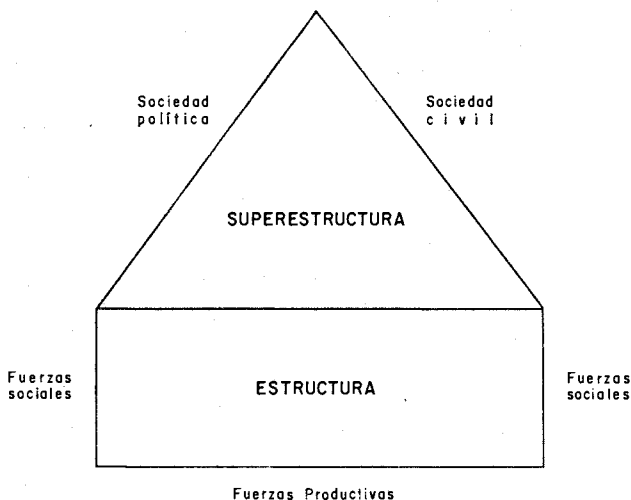 Sociedad
política
Sociedad
civil
SUPERESTRUCTURA
Fuerzas
sociales
ESTRUCTURA
Fuerzas
sociales
Fuerzas Productivas